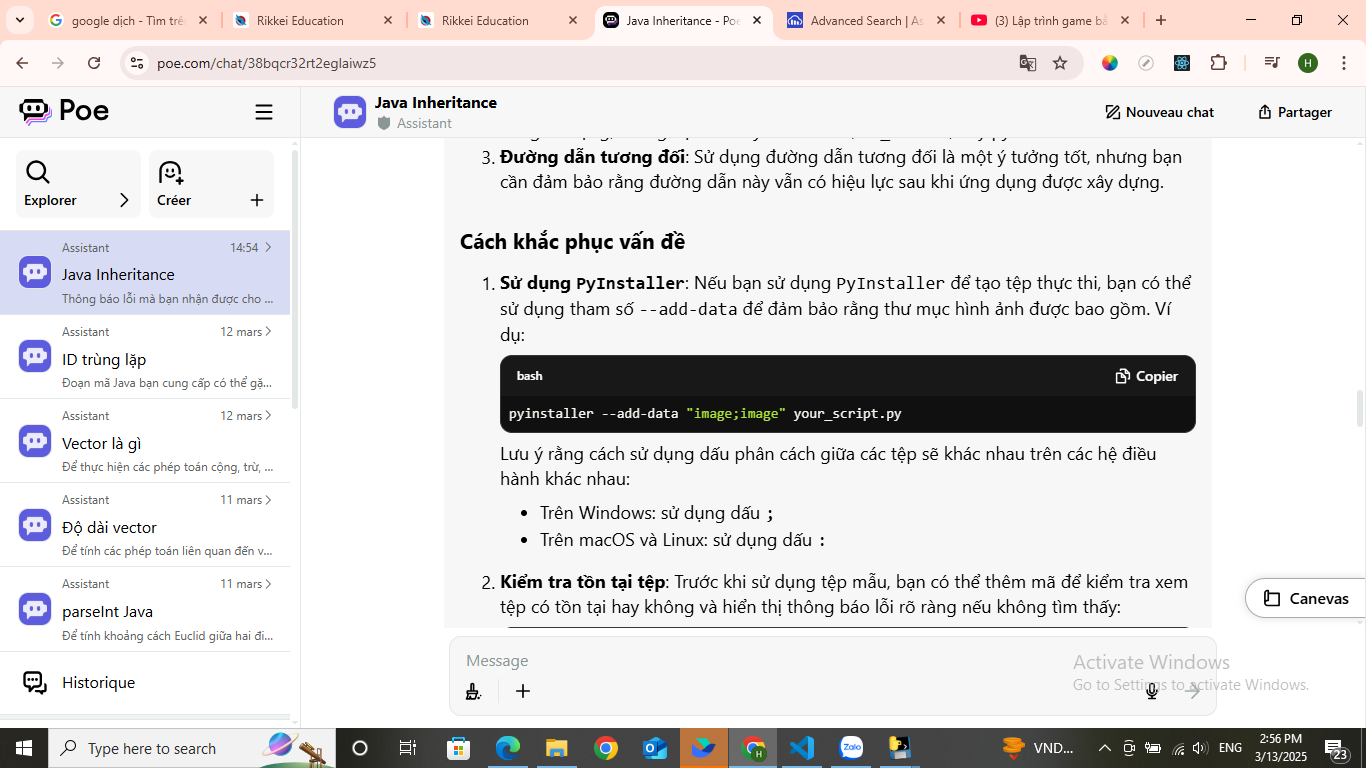 google dịch - Tìm trê
Rikkei Education
Rikkei Education
Java Inheritance - Poe
Advanced Search | As
(3) Lập trình game bằ
poe.com/chat/38bqcr32rt2eglaiwz5
H
Poe
Explorer
Créer
Assistant 14:54
Java Inheritance
Thông báo lỗi mà bạn nhận được cho ...
Assistant 12 mars
ID trùng lặp
Đoạn mã Java bạn cung cấp có thể gặ...
Assistant 12 mars
Vector là gì
Để thực hiện các phép toán cộng, trừ, ...
Assistant 11 mars
Độ dài vector
Để tính các phép toán liên quan đến v...
Assistant 11 mars
parseInt Java
Để tính khoảng cách Euclid giữa hai đi...
Historique
Java Inheritance
Assistant
Nouveau chat
Partager
3. Đường dẫn tương đối: Sử dụng đường dẫn tương đối là một ý tưởng tốt, nhưng bạn
cần đảm bảo rằng đường dẫn này vẫn có hiệu lực sau khi ứng dụng được xây dựng.
Cách khắc phục vấn đề
1. Sử dụng PyInstaller: Nếu bạn sử dụng PyInstaller để tạo tệp thực thi, bạn có thể
sử dụng tham số --add-data để đảm bảo rằng thư mục hình ảnh được bao gồm. Ví
dụ:
bash
Copier
pyinstaller --add-data "image;image" your_script.py
Lưu ý rằng cách sử dụng dấu phân cách giữa các tệp sẽ khác nhau trên các hệ điều
hành khác nhau:
• Trên Windows: sử dụng dấu ;
• Trên macOS và Linux: sử dụng dấu :
2. Kiểm tra tồn tại tệp: Trước khi sử dụng tệp mẫu, bạn có thể thêm mã để kiểm tra xem
tệp có tồn tại hay không và hiển thị thông báo lỗi rõ ràng nếu không tìm thấy:
Canevas
Message
Activate Windows
Go to Settings to activate Windows.
Type here to search
H
Zalo
VND...
ENG
2:56 PM
3/13/2025
23